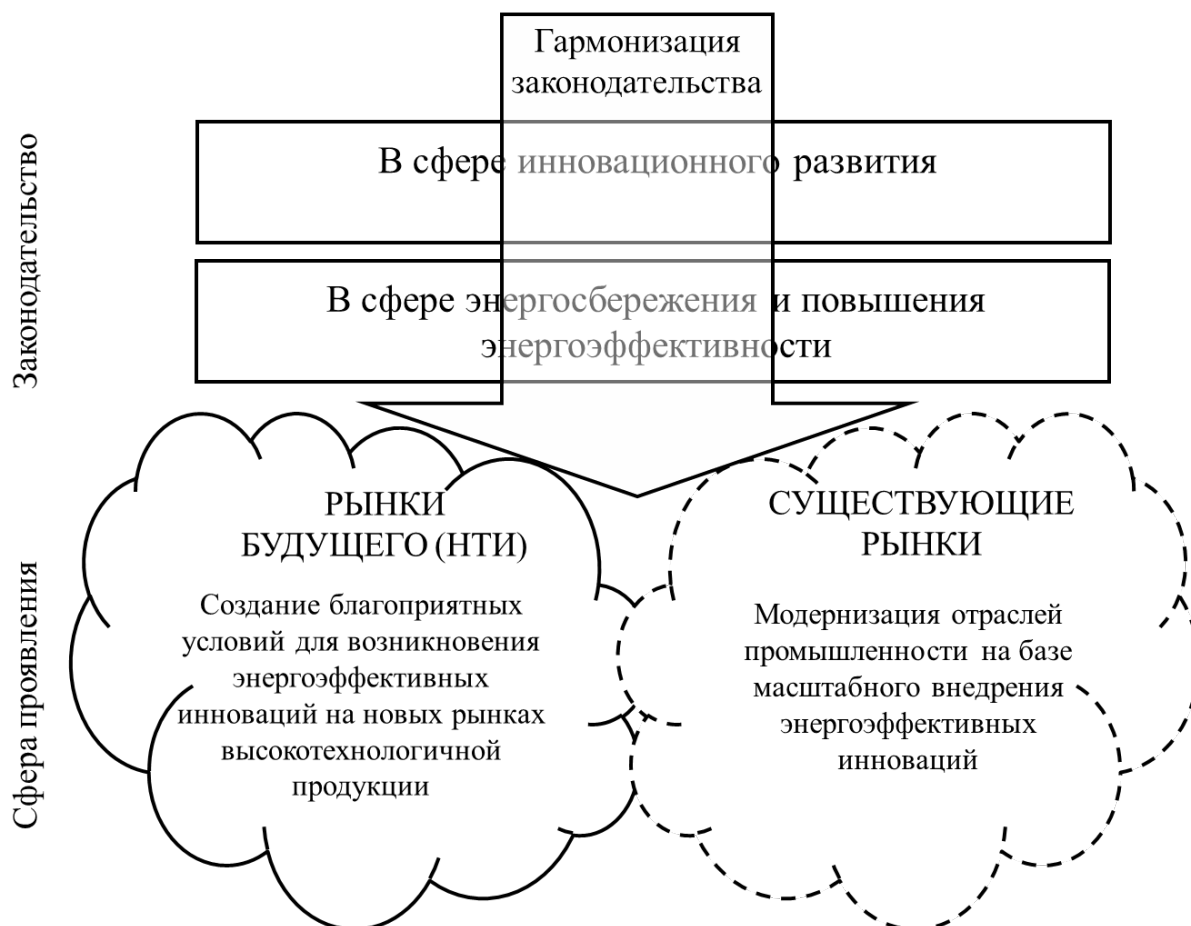 Гармонизация
законодательства
Законодательство
В сфере инновационного развития
В сфере энергосбережения и повышения
энергоэффективности
Сфера проявления
РЫНКИ
БУДУЩЕГО (НТИ)
Создание благоприятных
условий для возникновения
энергоэффективных
инноваций на новых рынках
высокотехнологичной
продукции
СУЩЕСТВУЮЩИЕ
РЫНКИ
Модернизация отраслей
промышленности на базе
масштабного внедрения
энергоэффективных
инноваций